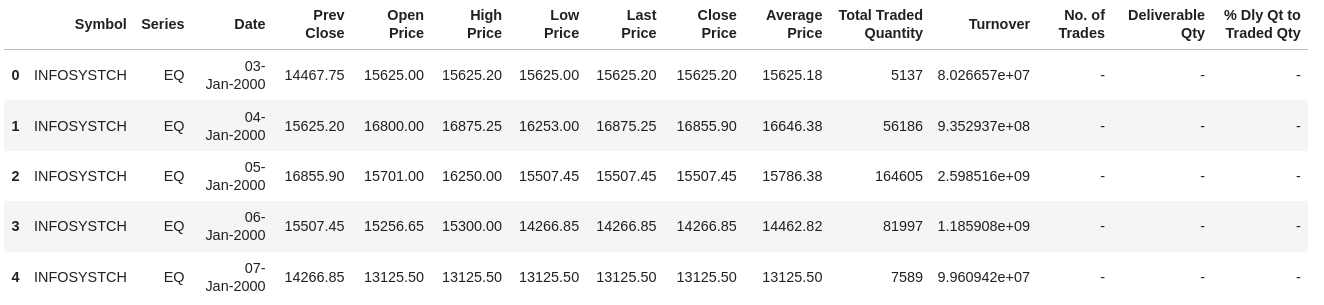 Symbol Series Date Prev Close Open Price High Price Low Price Last Price Close Price Average Price Total Traded Quantity Turnover No. of Trades Deliverable Qty % Dly Qt to Traded Qty
0 INFOSYSTCH EQ 03-Jan-2000 14467.75 15625.00 15625.20 15625.00 15625.20 15625.20 15625.18 5137 8.026657e+07 - - -
1 INFOSYSTCH EQ 04-Jan-2000 15625.20 16800.00 16875.25 16253.00 16875.25 16855.90 16646.38 56186 9.352937e+08 - - -
2 INFOSYSTCH EQ 05-Jan-2000 16855.90 15701.00 16250.00 15507.45 15507.45 15507.45 15786.38 164605 2.598516e+09 - - -
3 INFOSYSTCH EQ 06-Jan-2000 15507.45 15256.65 15300.00 14266.85 14266.85 14266.85 14462.82 81997 1.185908e+09 - - -
4 INFOSYSTCH EQ 07-Jan-2000 14266.85 13125.50 13125.50 13125.50 13125.50 13125.50 13125.50 7589 9.960942e+07 - - -